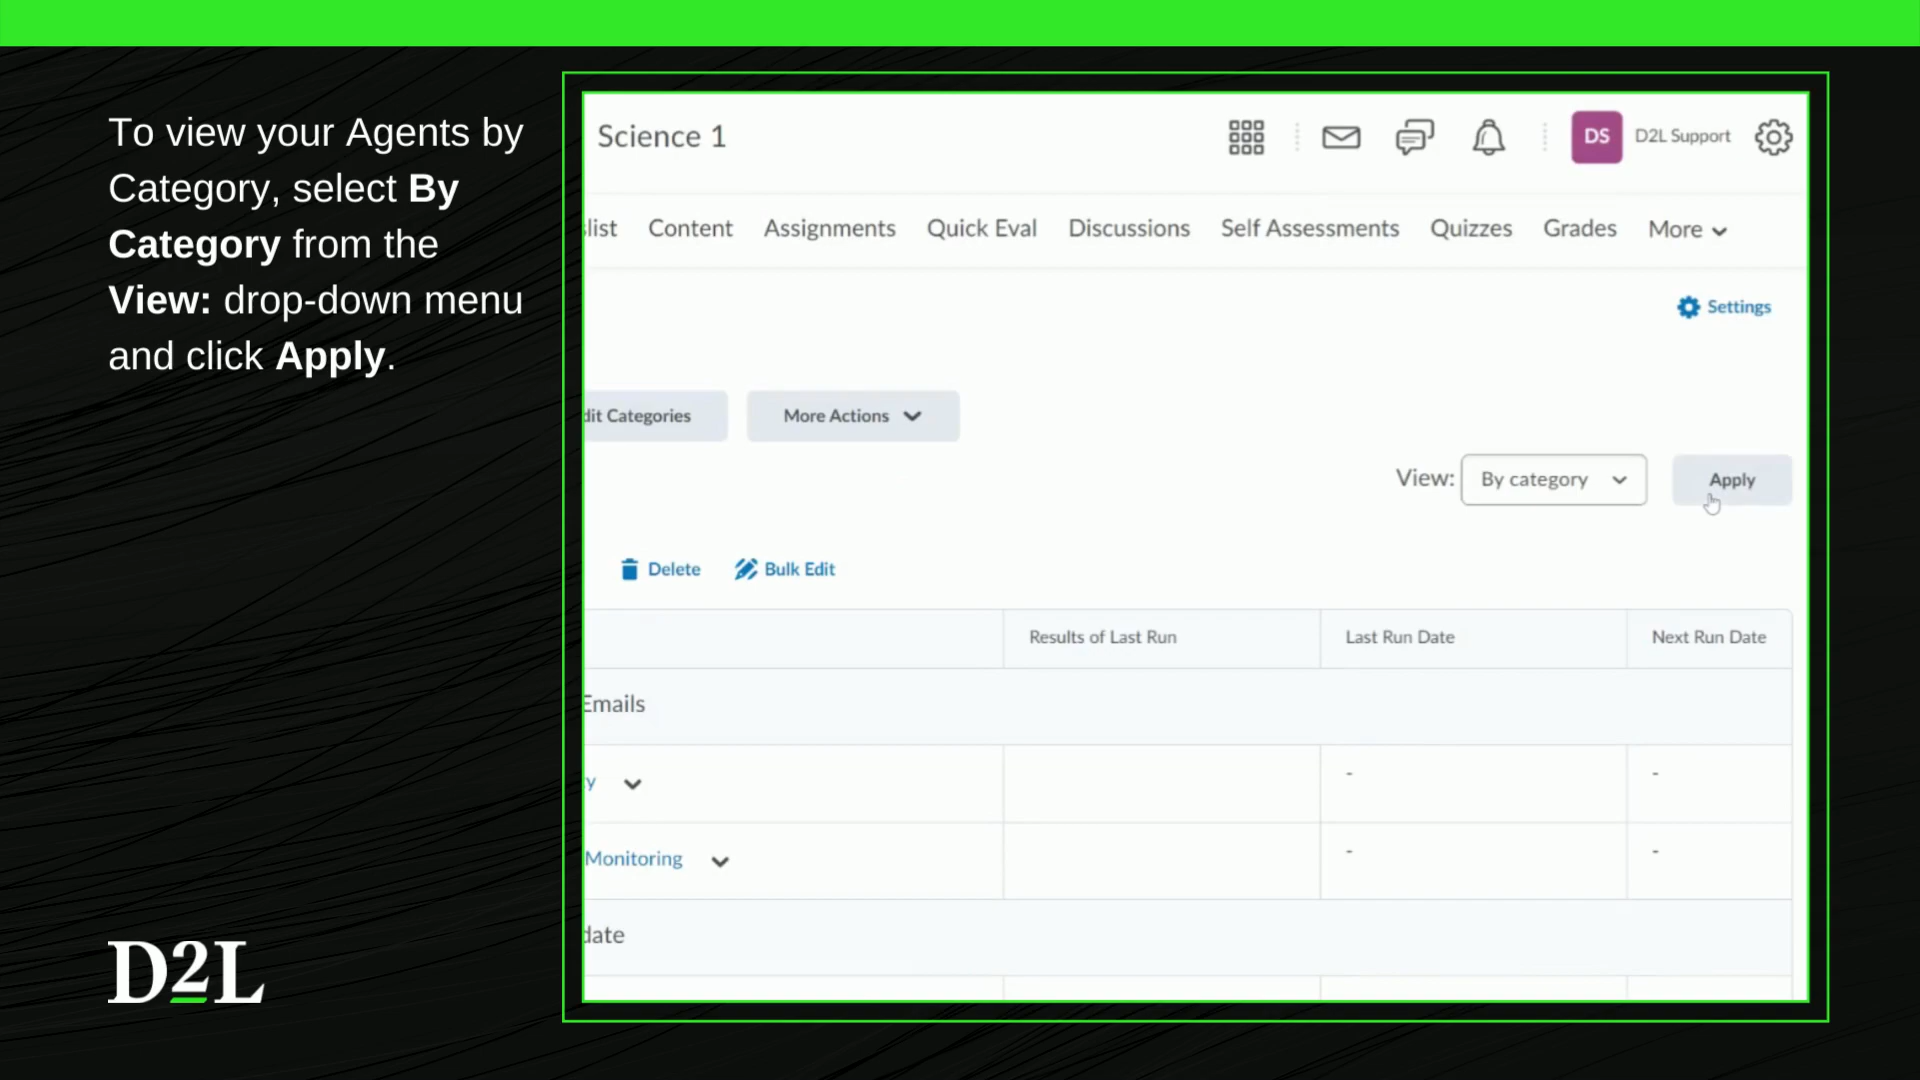 To view your Agents by
Category, select By
Category from the
View: drop-down menu
and click Apply.
D2L
Science 1
DS
D2L Support
list Content Assignments Quick Eval Discussions Self Assessments Quizzes Grades More
Settings
dit Categories More Actions
View: By category Apply
Delete Bulk Edit
Results of Last Run Last Run Date Next Run Date
Emails
y - -
Monitoring - -
date